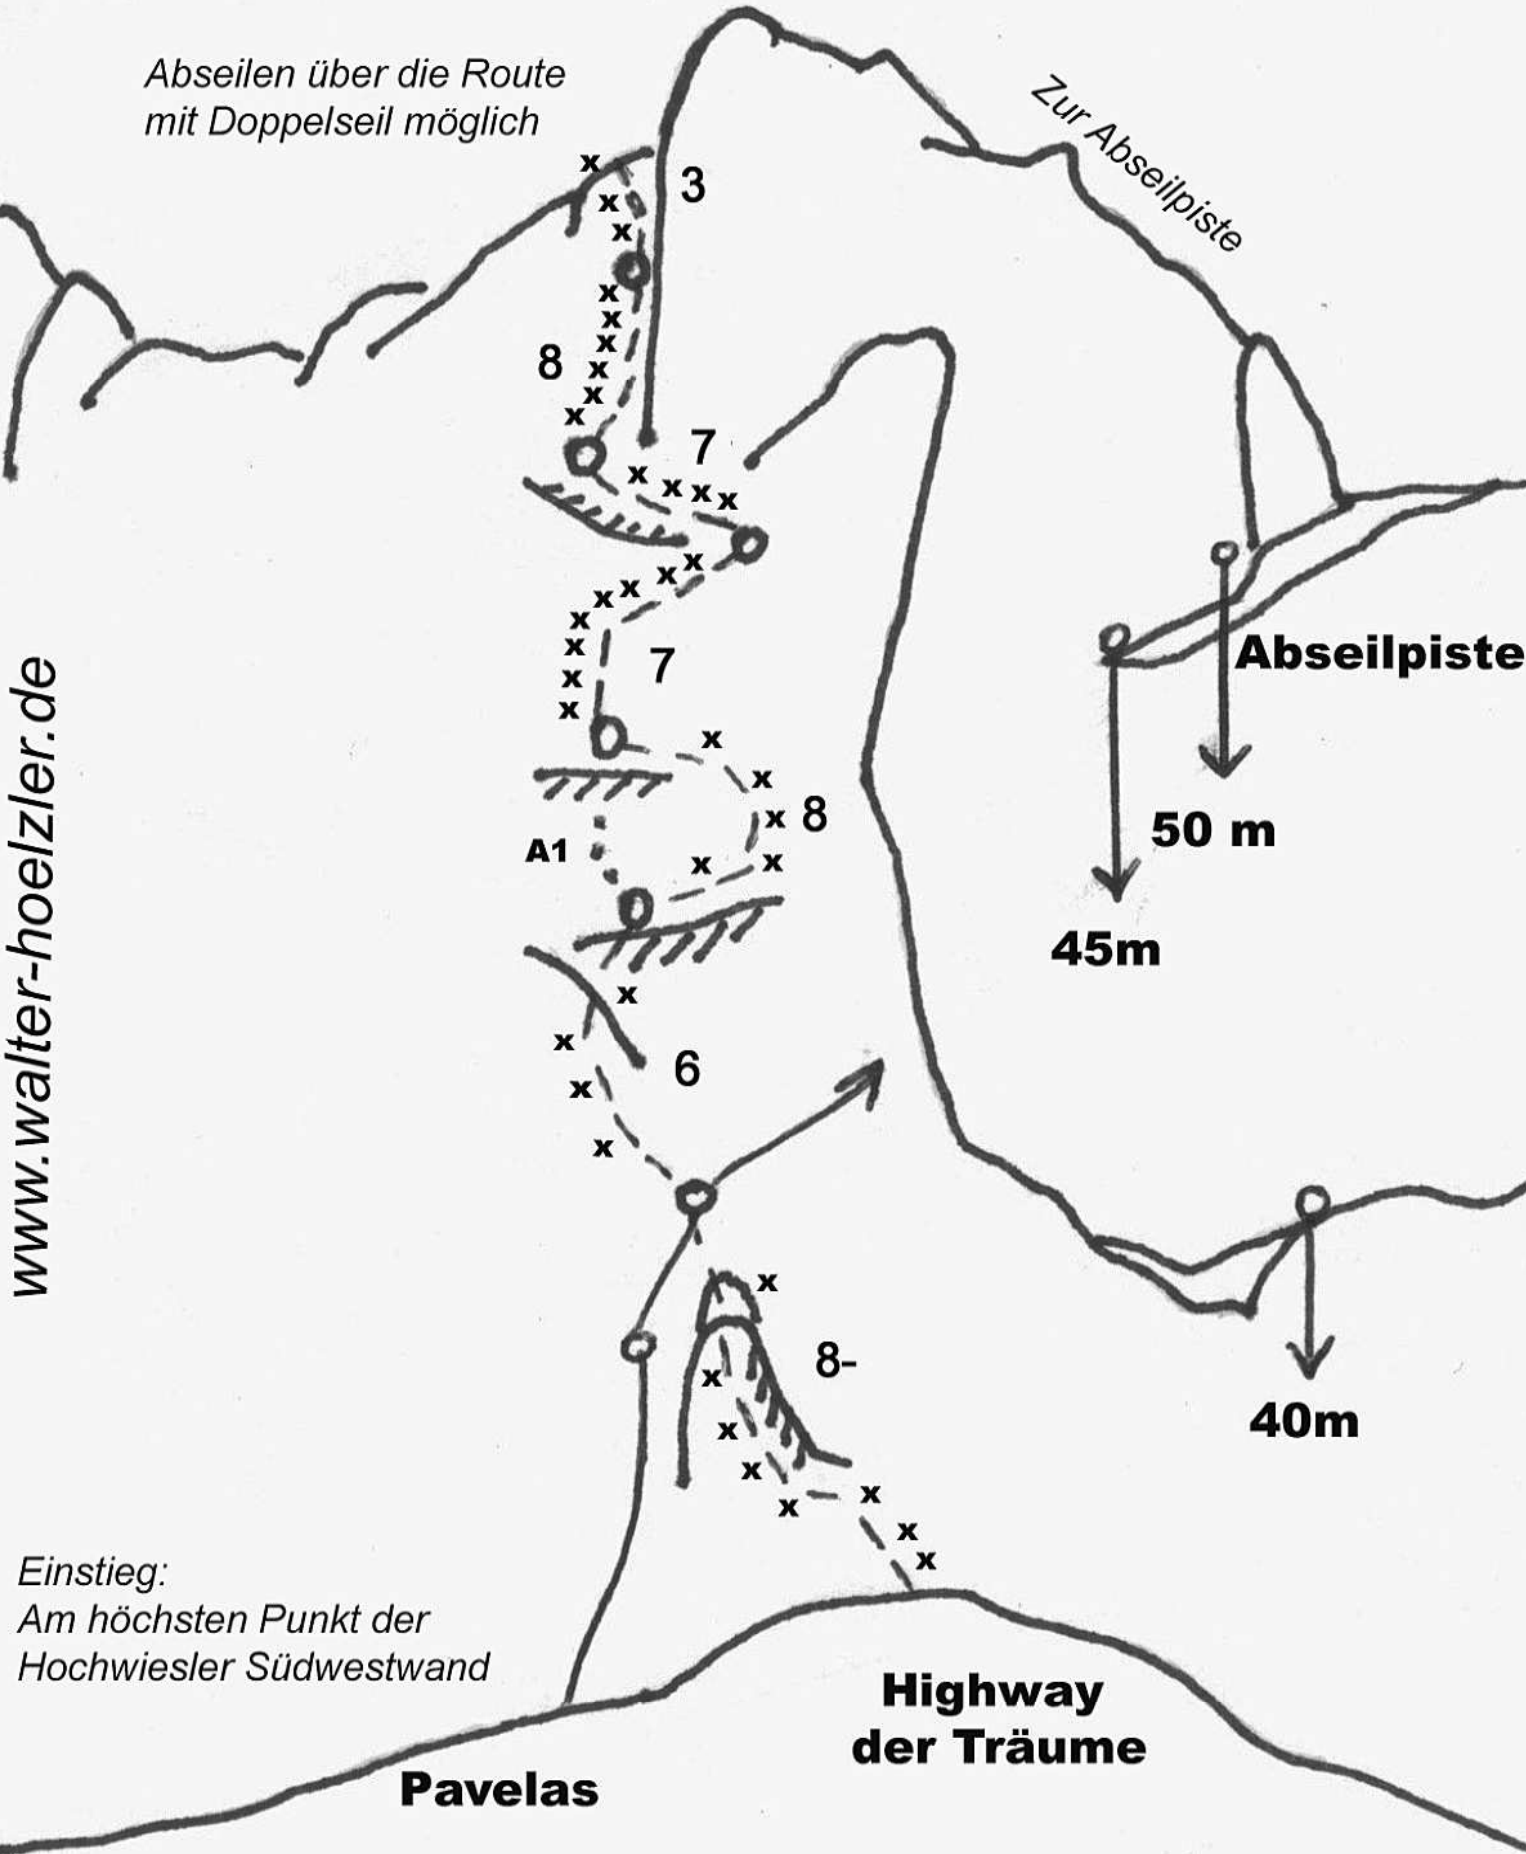 Abseilen über die Route
mit Doppelseil möglich
Zur Abseilpiste
3
8
7
7
Abseilpiste
50 m
45m
8
A1
6
www.walter-hoelzler.de
8-
40m
Einstieg:
Am höchsten Punkt der
Hochwiesler Südwestwand
Highway
der Träume
Pavelas